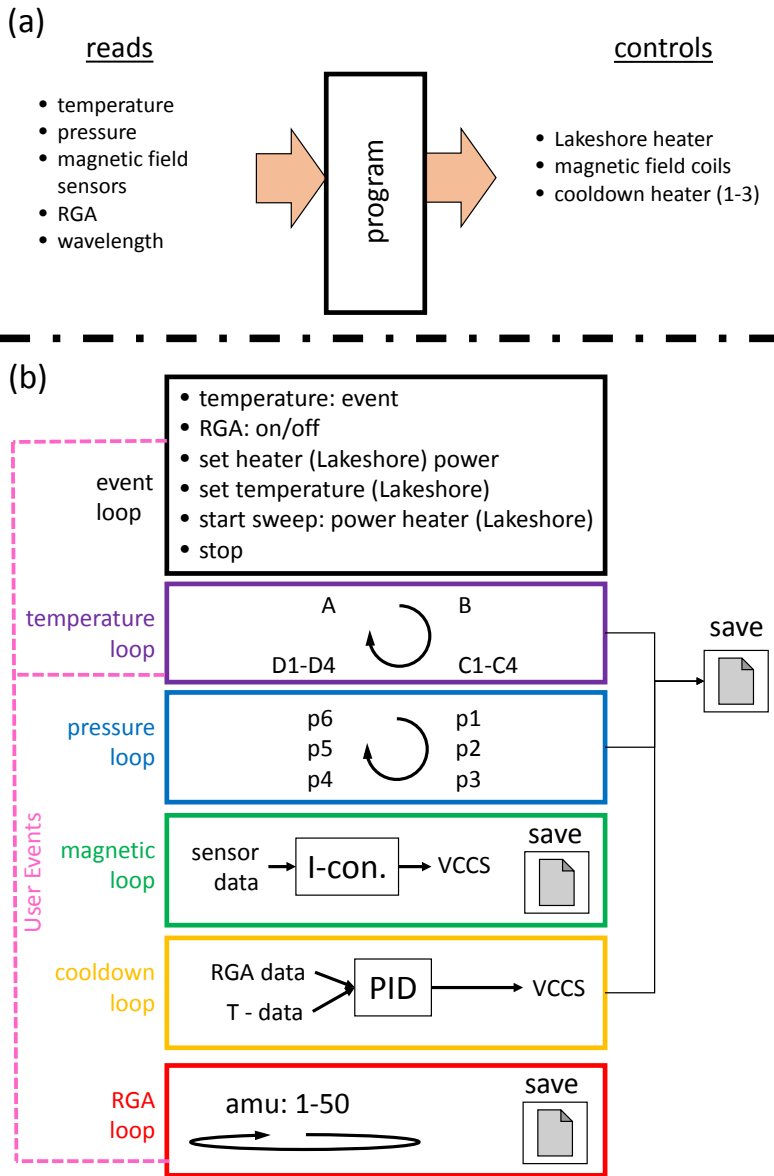 (a)
reads
• temperature
• pressure
• magnetic field
sensors
• RGA
• wavelength
program
controls
• Lakeshore heater
• magnetic field coils
• cooldown heater (1-3)
(b)
event
loop
• temperature: event
• RGA: on/off
• set heater (Lakeshore) power
• set temperature (Lakeshore)
• start sweep: power heater (Lakeshore)
• stop
temperature
loop
A
B
D1-D4
C1-C4
save
pressure
loop
p6
p1
p5
p2
p4
p3
User Events
magnetic
loop
sensor
data
I-con.
VCCS
save
cooldown
loop
RGA data
T - data
PID
VCCS
RGA
loop
amu: 1-50
save